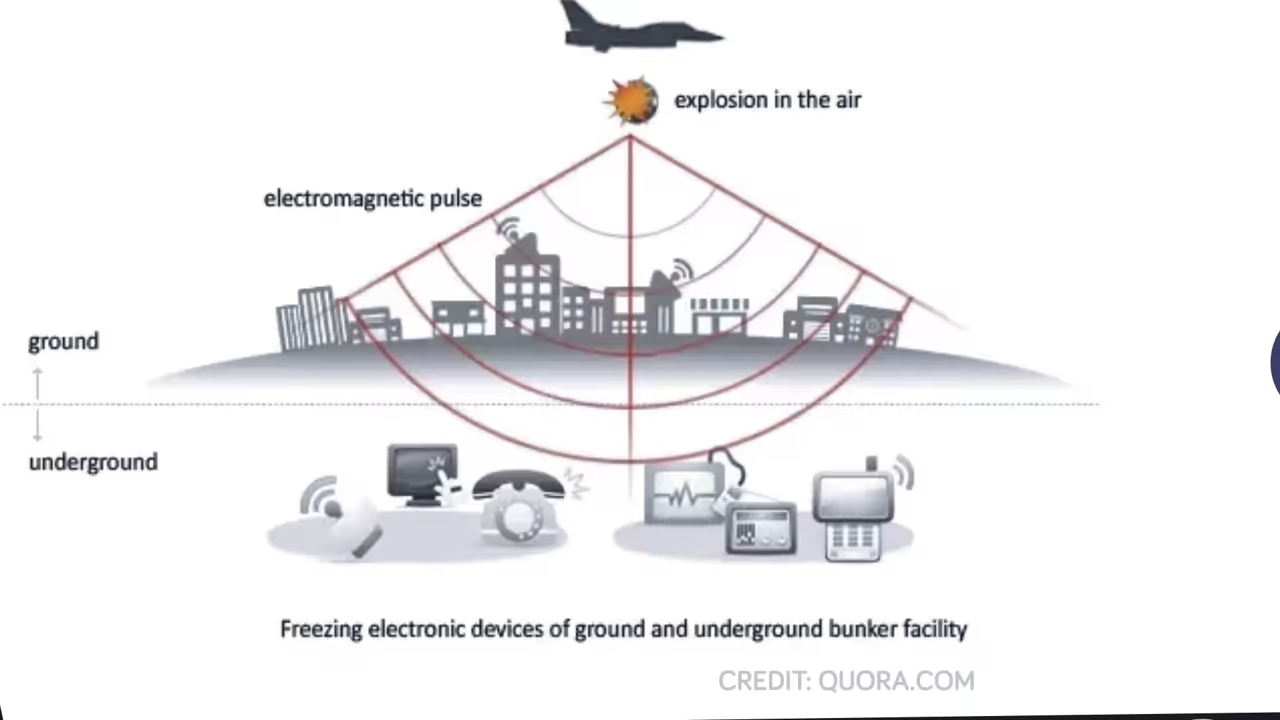 explosion in the air
electromagnetic pulse
ground
underground
Freezing electronic devices of ground and underground bunker facility
CREDIT: QUORA.COM